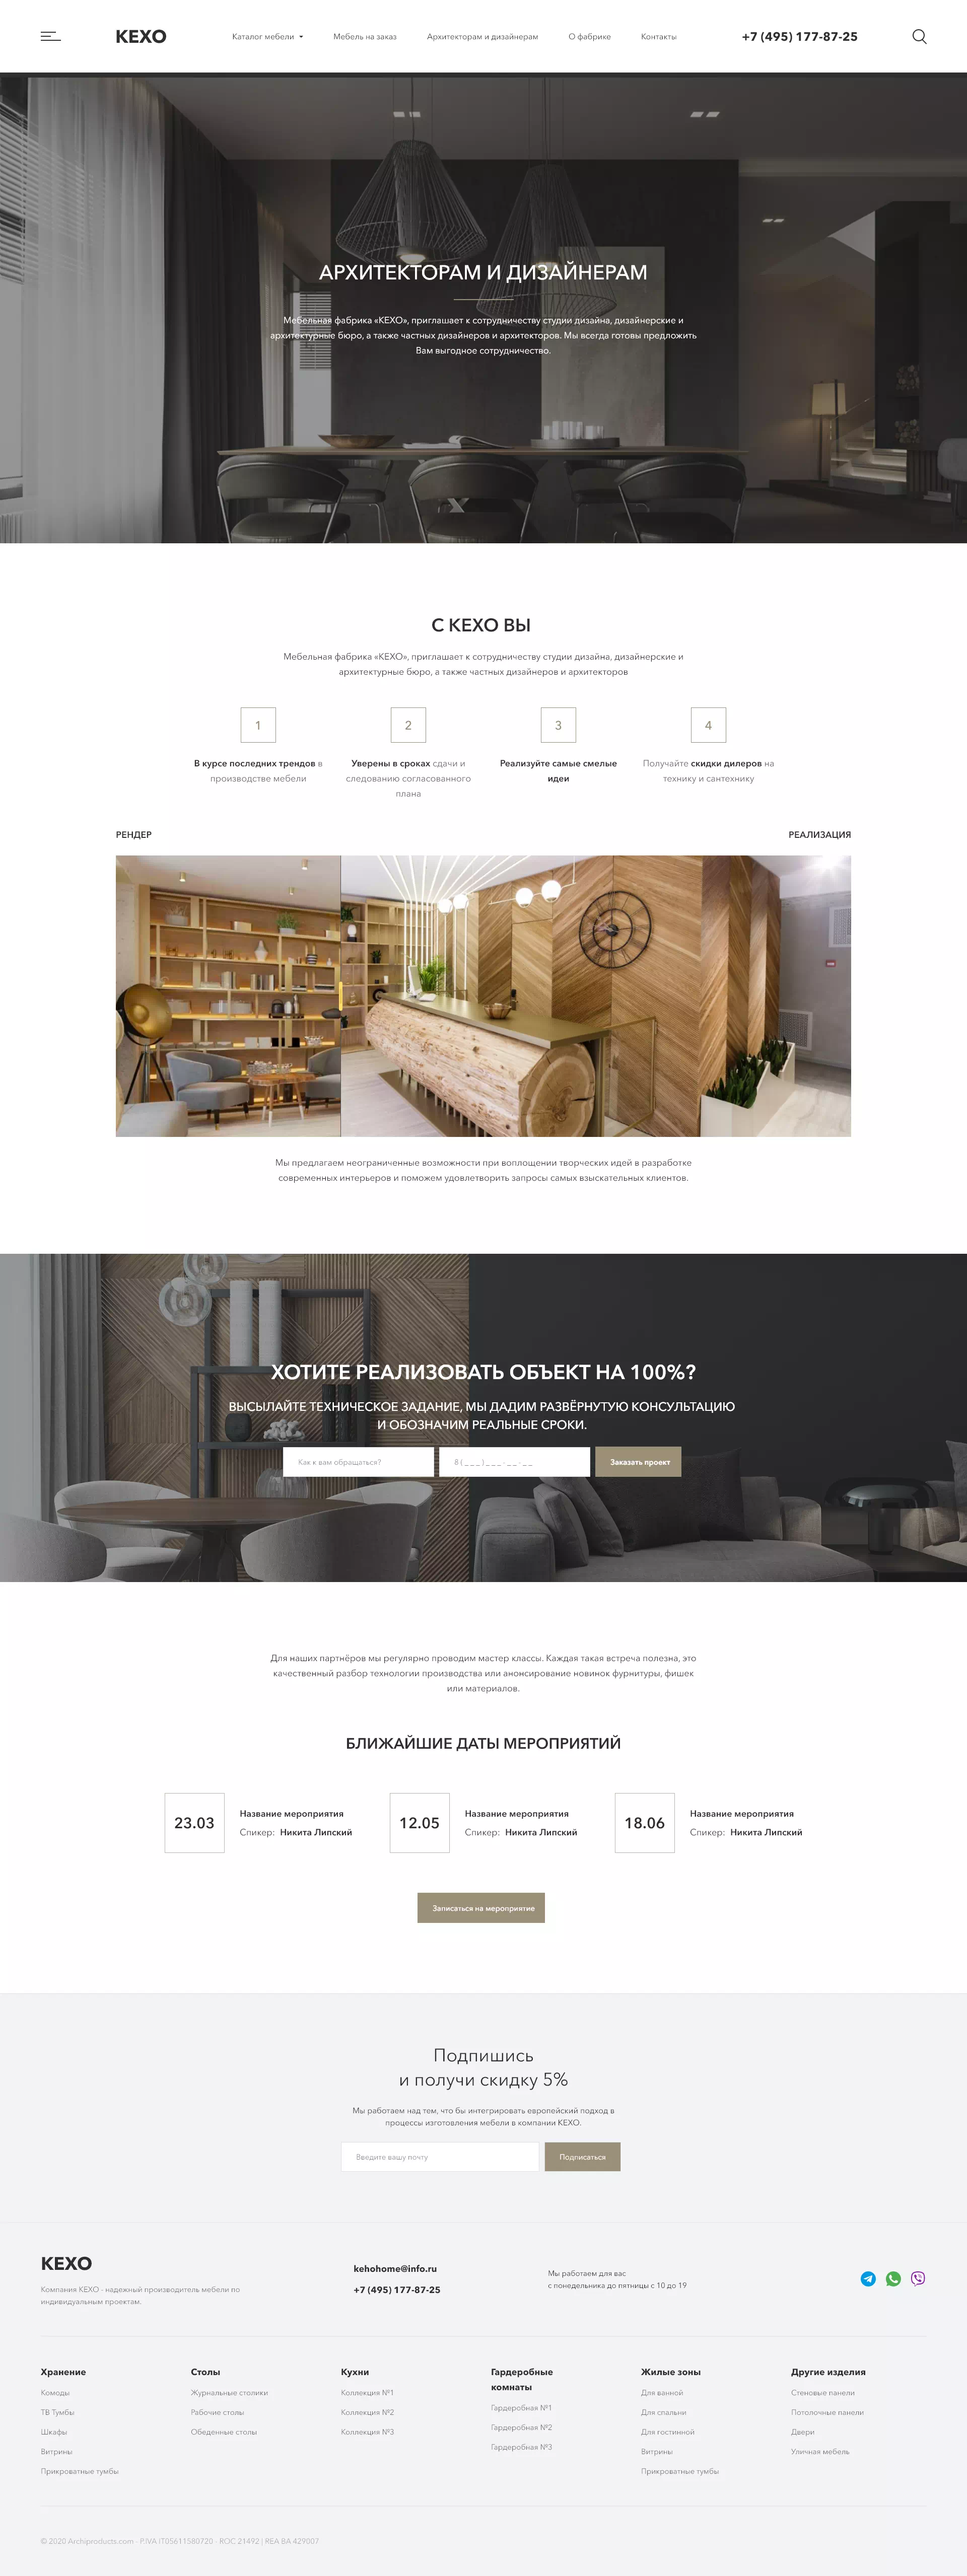 КЕХО
Каталог мебели
Мебель на заказ
Архитекторам и дизайнерам
О фабрике
Контакты
+7 (495) 177-87-25
АРХИТЕКТОРАМ И ДИЗАЙНЕРАМ
Мебельная фабрика «КЕХО», приглашает к сотрудничеству студии дизайна, дизайнерские и
архитектурные бюро, а также частных дизайнеров и архитекторов. Мы всегда готовы предложить
Вам выгодное сотрудничество.
С КЕХО ВЫ
Мебельная фабрика «КЕХО», приглашает к сотрудничеству студии дизайна, дизайнерские и
архитектурные бюро, а также частных дизайнеров и архитекторов
1
В курсе последних трендов в
производстве мебели
2
Уверены в сроках сдачи и
следованию согласованного
плана
3
Реализуйте самые смелые
идеи
4
Получайте скидки дилеров на
технику и сантехнику
РЕНДЕР
РЕАЛИЗАЦИЯ
Мы предлагаем неограниченные возможности при воплощении творческих идей в разработке
современных интерьеров и поможем удовлетворить запросы самых взыскательных клиентов.
ХОТИТЕ РЕАЛИЗОВАТЬ ОБЪЕКТ НА 100%?
ВЫСЫЛАЙТЕ ТЕХНИЧЕСКОЕ ЗАДАНИЕ, МЫ ДАДИМ РАЗВЁРНУТУЮ КОНСУЛЬТАЦИЮ
И ОБОЗНАЧИМ РЕАЛЬНЫЕ СРОКИ.
Как к вам обращаться?
8 ( _ _ _ ) _ _ _ - _ _ - _ _
Заказать проект
Для наших партнёров мы регулярно проводим мастер классы. Каждая такая встреча полезна, это
качественный разбор технологии производства или анонсирование новинок фурнитуры, фишек
или материалов.
БЛИЖАЙШИЕ ДАТЫ МЕРОПРИЯТИЙ
23.03
Название мероприятия
Спикер: Никита Липский
12.05
Название мероприятия
Спикер: Никита Липский
18.06
Название мероприятия
Спикер: Никита Липский
Записаться на мероприятие
Подпишись
и получи скидку 5%
Мы работаем над тем, что бы интегрировать европейский подход в
процессы изготовления мебели в компании КЕХО.
Введите вашу почту
Подписаться
КЕХО
Компания КЕХО - надежный производитель мебели по
индивидуальным проектам.
kehohome@info.ru
+7 (495) 177-87-25
Мы работаем для вас
с понедельника до пятницы с 10 до 19
Хранение
Комоды
ТВ Тумбы
Шкафы
Витрины
Прикроватные тумбы
Столы
Журнальные столики
Рабочие столы
Обеденные столы
Кухни
Коллекция №1
Коллекция №2
Коллекция №3
Гардеробные
комнаты
Гардеробная №1
Гардеробная №2
Гардеробная №3
Жилые зоны
Для ванной
Для спальни
Для гостинной
Витрины
Прикроватные тумбы
Другие изделия
Стеновые панели
Потолочные панели
Двери
Уличная мебель
© 2020 Archiproducts.com - P.IVA IT05611580720 - ROC 21492 | REA BA 429007